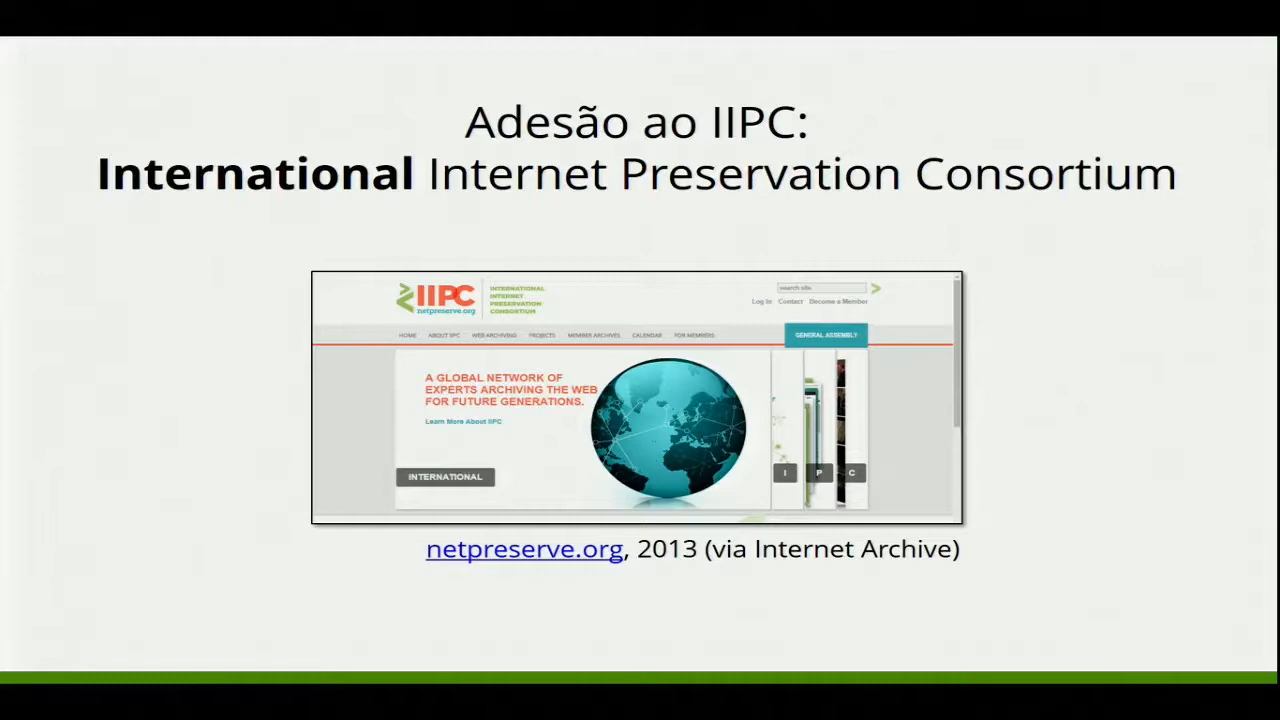 Adesão ao IIPC:
International Internet Preservation Consortium
IIPC
netpreserve.org
INTERNATIONAL
INTERNET
PRESERVATION
CONSORTIUM
search site
Log In Contact Become a Member
HOME ABOUT IIPC WEB ARCHIVING PROJECTS MEMBER ARCHIVES CALENDAR FOR MEMBERS GENERAL ASSEMBLY
A GLOBAL NETWORK OF
EXPERTS ARCHIVING THE WEB
FOR FUTURE GENERATIONS.
Learn More About IIPC
INTERNATIONAL I P C
netpreserve.org, 2013 (via Internet Archive)